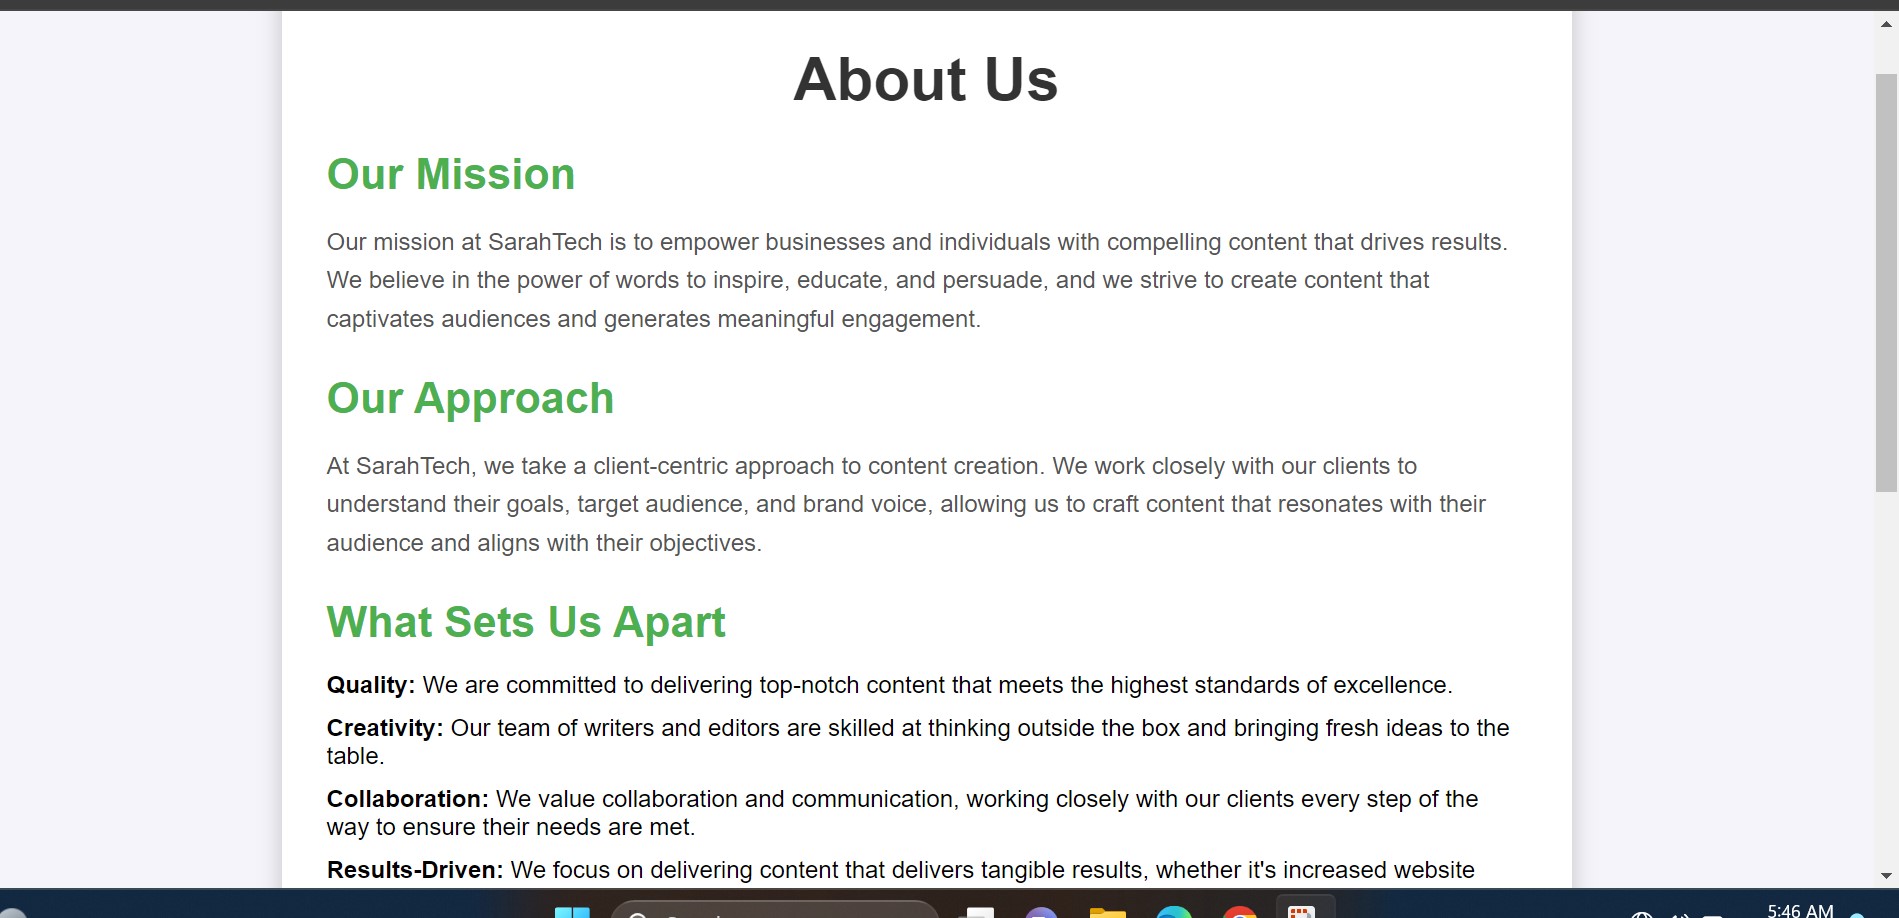 About Us
Our Mission
Our mission at SarahTech is to empower businesses and individuals with compelling content that drives results.
We believe in the power of words to inspire, educate, and persuade, and we strive to create content that
captivates audiences and generates meaningful engagement.
Our Approach
At SarahTech, we take a client-centric approach to content creation. We work closely with our clients to
understand their goals, target audience, and brand voice, allowing us to craft content that resonates with their
audience and aligns with their objectives.
What Sets Us Apart
Quality: We are committed to delivering top-notch content that meets the highest standards of excellence.
Creativity: Our team of writers and editors are skilled at thinking outside the box and bringing fresh ideas to the
table.
Collaboration: We value collaboration and communication, working closely with our clients every step of the
way to ensure their needs are met.
Results-Driven: We focus on delivering content that delivers tangible results, whether it's increased website
5:46 AM